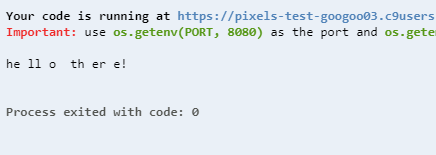 Your code is running at https://pixels-test-googoo03.c9users
Important: use os.getenv(PORT, 8080) as the port and os.gete
he ll o  th er e!
Process exited with code: 0